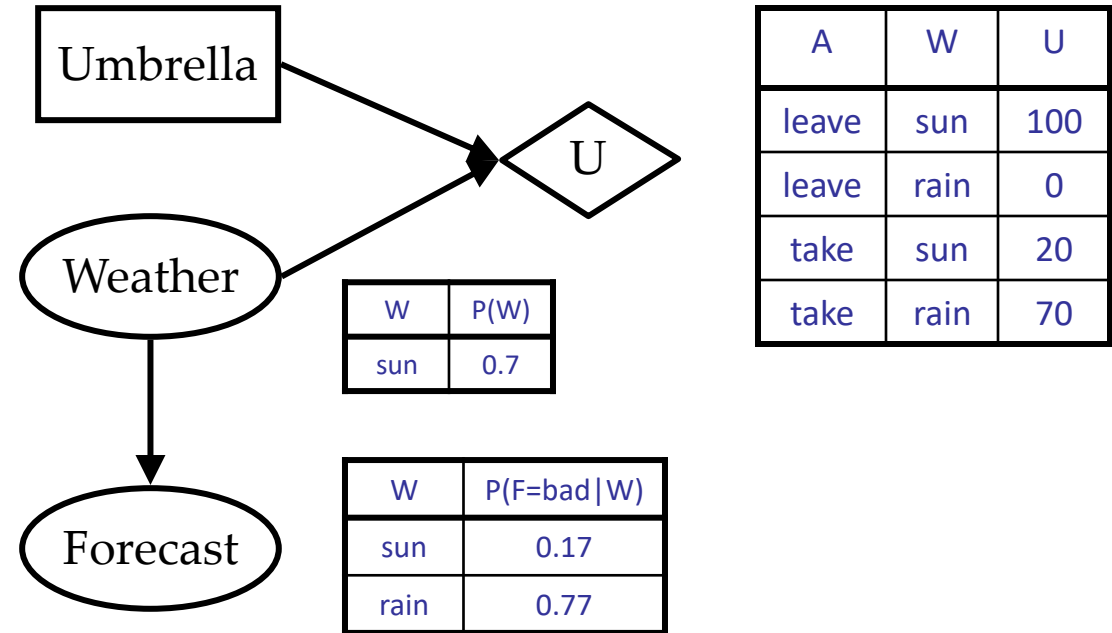 Umbrella
U
Weather
Forecast
A W U
leave sun 100
leave rain 0
take sun 20
take rain 70
W P(W)
sun 0.7
W P(F=bad|W)
sun 0.17
rain 0.77